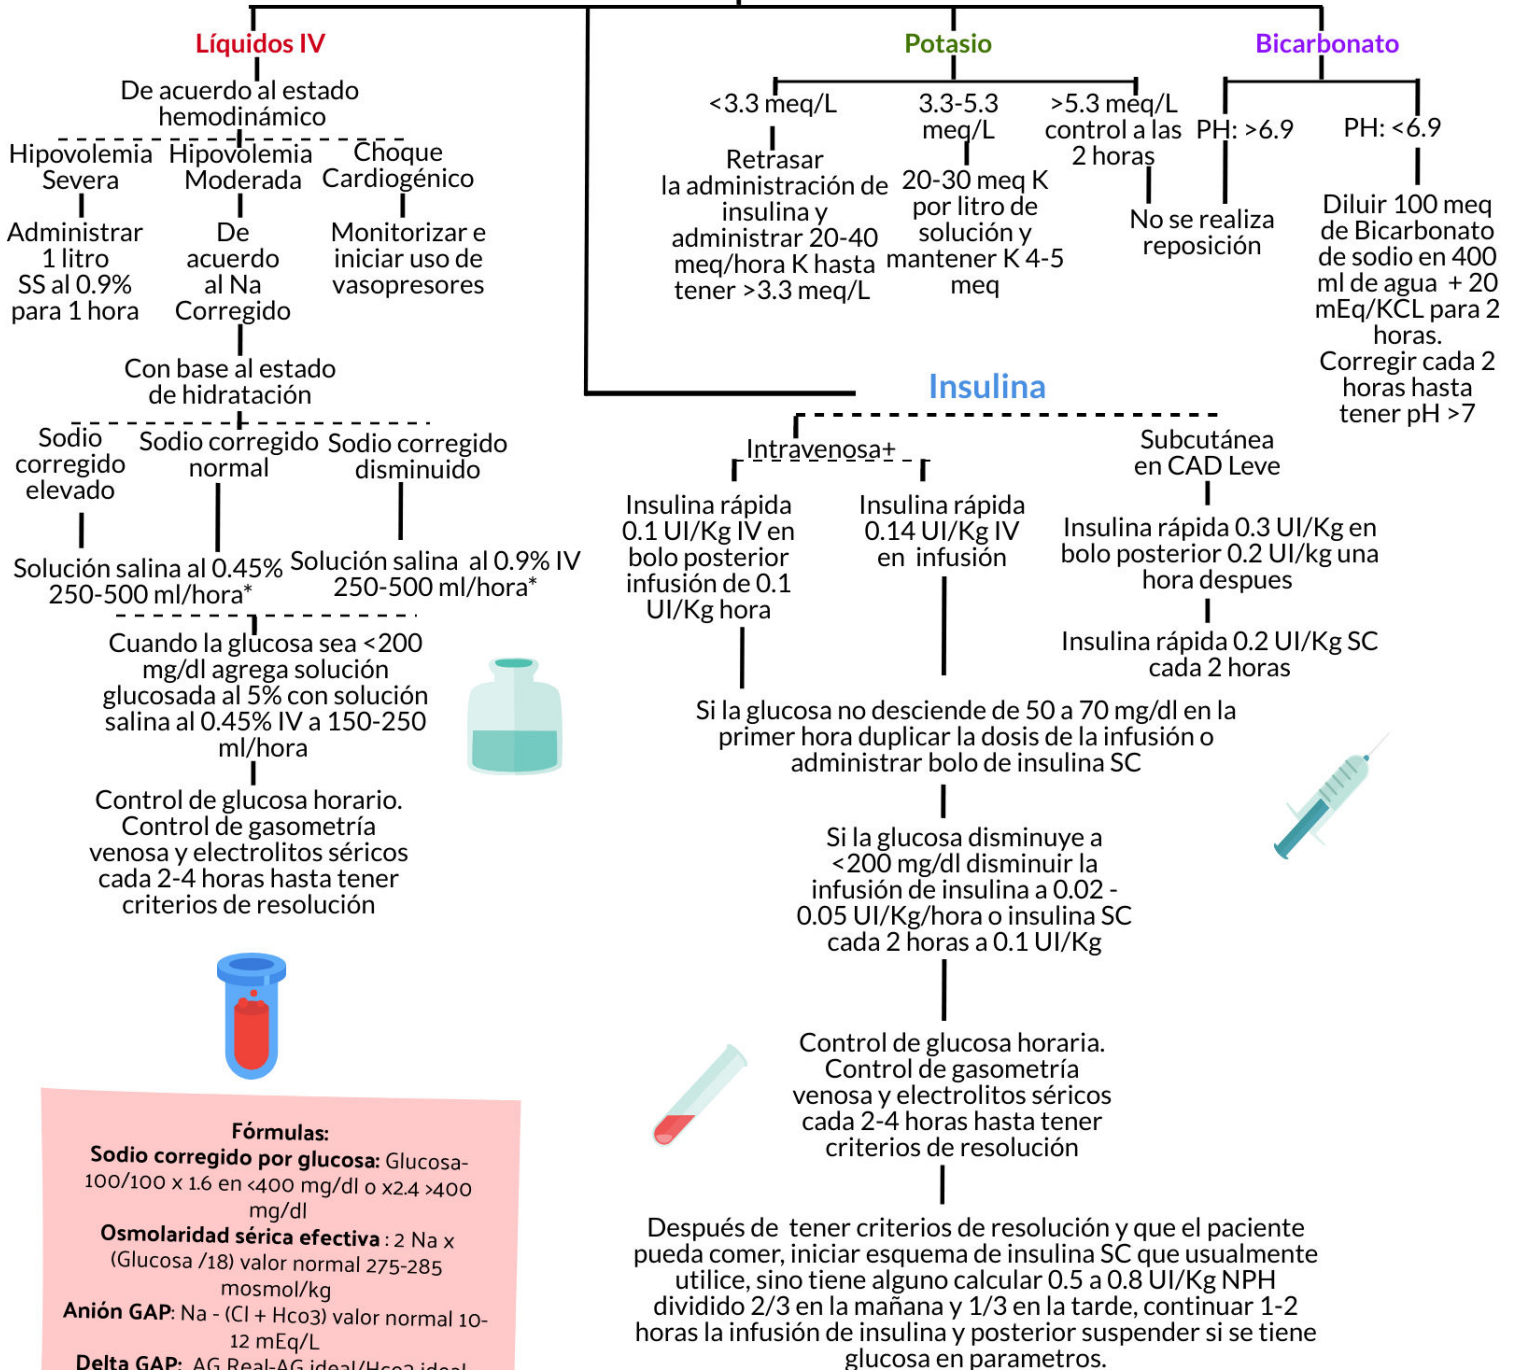 Líquidos IV
De acuerdo al estado
hemodinámico
Hipovolemia
Severa
Administrar
1 litro
SS al 0.9%
para 1 hora
Hipovolemia
Moderada
De
acuerdo
al Na
Corregido
Choque
Cardiogénico
Monitorizar e
iniciar uso de
vasopresores
Con base al estado
de hidratación
Sodio
corregido
elevado
Sodio corregido
normal
Sodio corregido
disminuido
Solución salina al 0.45%
250-500 ml/hora*
Solución salina al 0.9% IV
250-500 ml/hora*
Cuando la glucosa sea <200
mg/dl agrega solución
glucosada al 5% con solución
salina al 0.45% IV a 150-250
ml/hora
Control de glucosa horario.
Control de gasometría
venosa y electrolitos séricos
cada 2-4 horas hasta tener
criterios de resolución
Fórmulas:
Sodio corregido por glucosa: Glucosa-
100/100 x 1.6 en <400 mg/dl o x2.4 >400
mg/dl
Osmolaridad sérica efectiva : 2 Na x
(Glucosa /18) valor normal 275-285
mosmol/kg
Anión GAP: Na - (Cl + Hco3) valor normal 10-
12 mEq/L
Delta GAP: AG Real-AG ideal/Hco3 ideal
Potasio
<3.3 meq/L
Retrasar
la administración de
insulina y
administrar 20-40
meq/hora K hasta
tener >3.3 meq/L
3.3-5.3
meq/L
20-30 meq K
por litro de
solución y
mantener K 4-5
meq
>5.3 meq/L
control a las
2 horas
No se realiza
reposición
Bicarbonato
PH: >6.9
PH: <6.9
Diluir 100 meq
de Bicarbonato
de sodio en 400
ml de agua + 20
mEq/KCL para 2
horas.
Corregir cada 2
horas hasta
tener pH >7
Insulina
Intravenosa+
Insulina rápida
0.1 UI/Kg IV en
bolo posterior
infusión de 0.1
UI/Kg hora
Insulina rápida
0.14 UI/Kg IV
en infusión
Subcutánea
en CAD Leve
Insulina rápida 0.3 UI/Kg en
bolo posterior 0.2 UI/kg una
hora despues
Insulina rápida 0.2 UI/Kg SC
cada 2 horas
Si la glucosa no desciende de 50 a 70 mg/dl en la
primer hora duplicar la dosis de la infusión o
administrar bolo de insulina SC
Si la glucosa disminuye a
<200 mg/dl disminuir la
infusión de insulina a 0.02 -
0.05 UI/Kg/hora o insulina SC
cada 2 horas a 0.1 UI/Kg
Control de glucosa horaria.
Control de gasometría
venosa y electrolitos séricos
cada 2-4 horas hasta tener
criterios de resolución
Después de tener criterios de resolución y que el paciente
pueda comer, iniciar esquema de insulina SC que usualmente
utilice, sino tiene alguno calcular 0.5 a 0.8 UI/Kg NPH
dividido 2/3 en la mañana y 1/3 en la tarde, continuar 1-2
horas la infusión de insulina y posterior suspender si se tiene
glucosa en parametros.